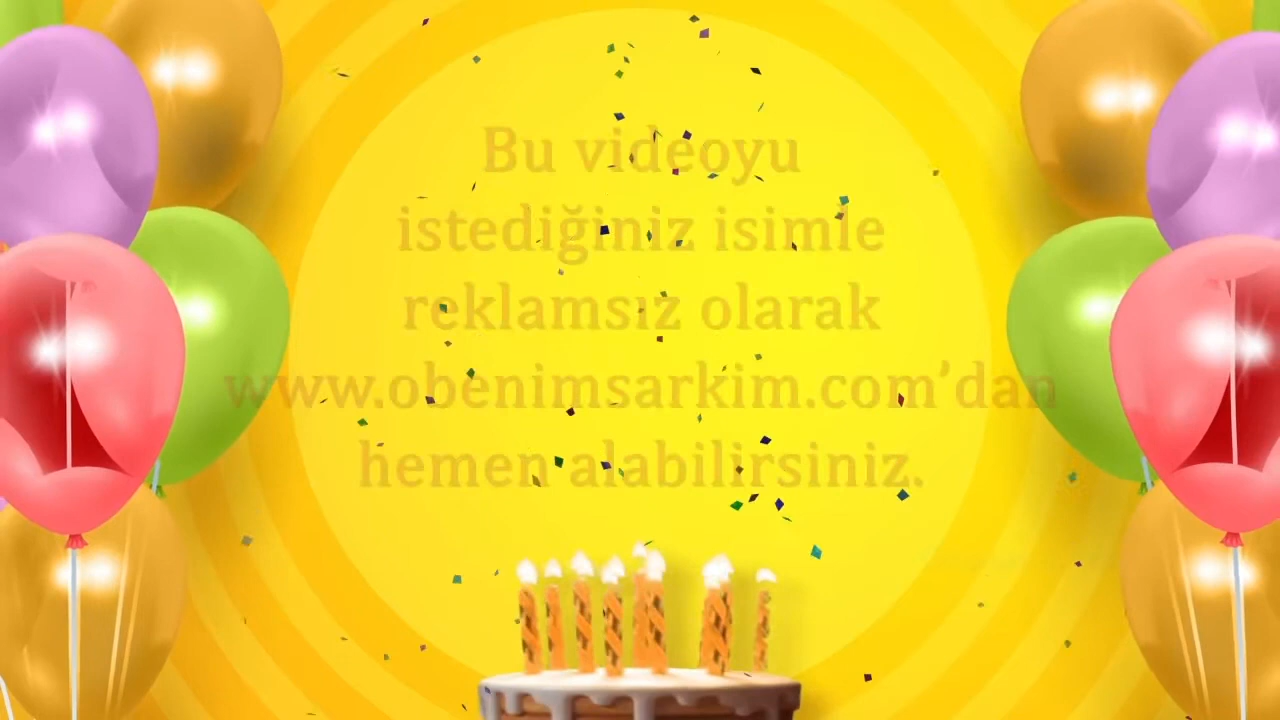 Bu videoyu
istediğiniz isimle
reklamsız olarak
www.obenimsarkim.com'dan
hemen alabilirsiniz.